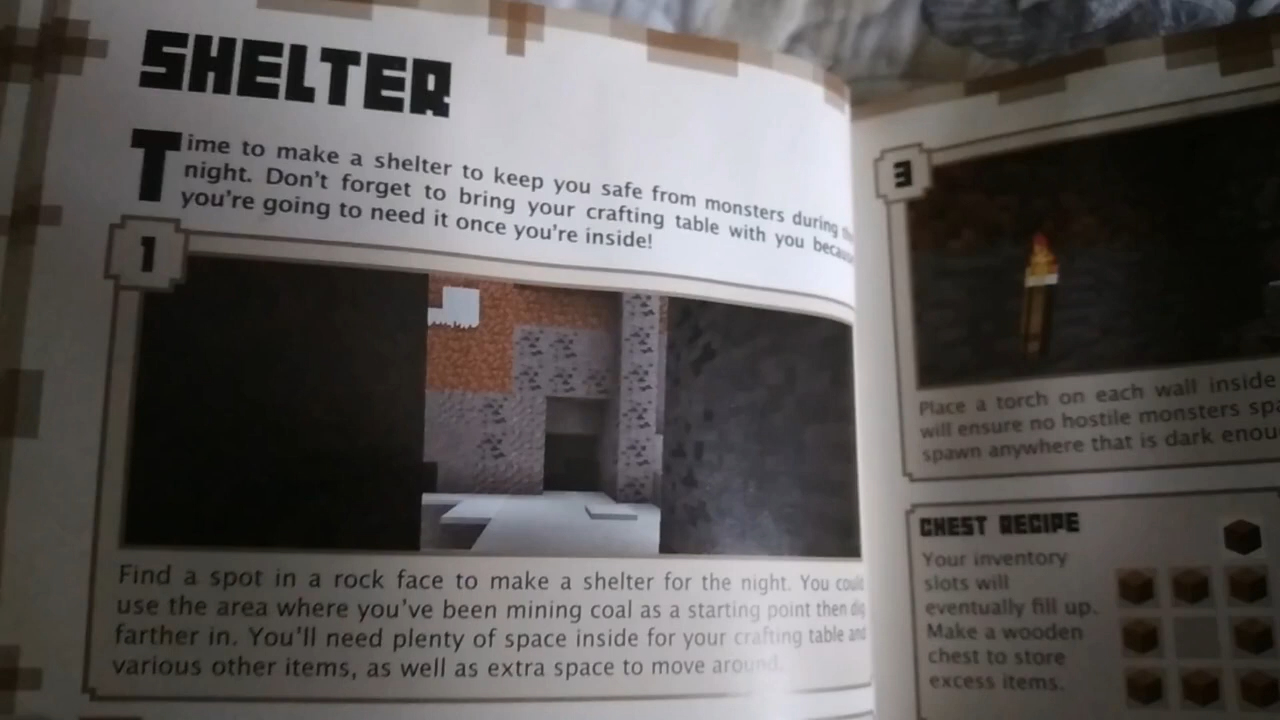 SHELTER
Time to make a shelter to keep you safe from monsters during
night. Don't forget to bring your crafting table with you
you're going to need it once you're inside!
1
Find a spot in a rock face to make a shelter for the night. You could
use the area where you've been mining coal as a starting point then dig
farther in. You'll need plenty of space inside for your crafting table and
various other items, as well as extra space to move around.
3
Place a torch on each wall inside
will ensure no hostile monsters
spawn anywhere that is dark
CHEST RECIPE
Your inventory
slots will
eventually fill up.
Make a wooden
chest to store
excess items.